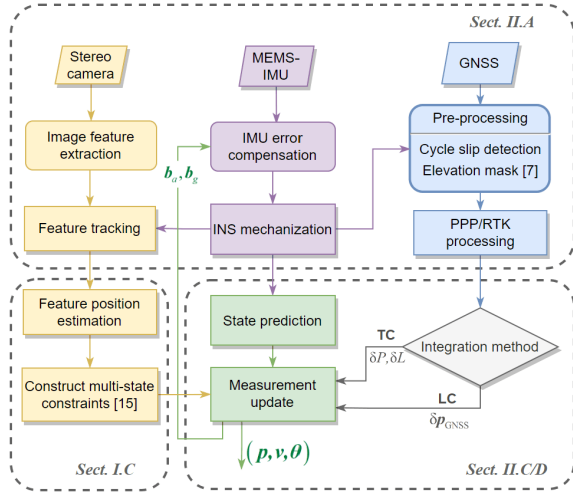 Sect. II.A
Stereo
camera
MEMS-
IMU
GNSS
Image feature
extraction
IMU error
compensation
Pre-processing
Cycle slip detection
Elevation mask [7]
b_a, b_g
Feature tracking
INS mechanization
PPP/RTK
processing
Feature position
estimation
State prediction
Integration method
TC
δP, δL
Construct multi-state
constraints [15]
Measurement
update
LC
δp_GNSS
(p, v, θ)
Sect. I.C
Sect. II.C/D